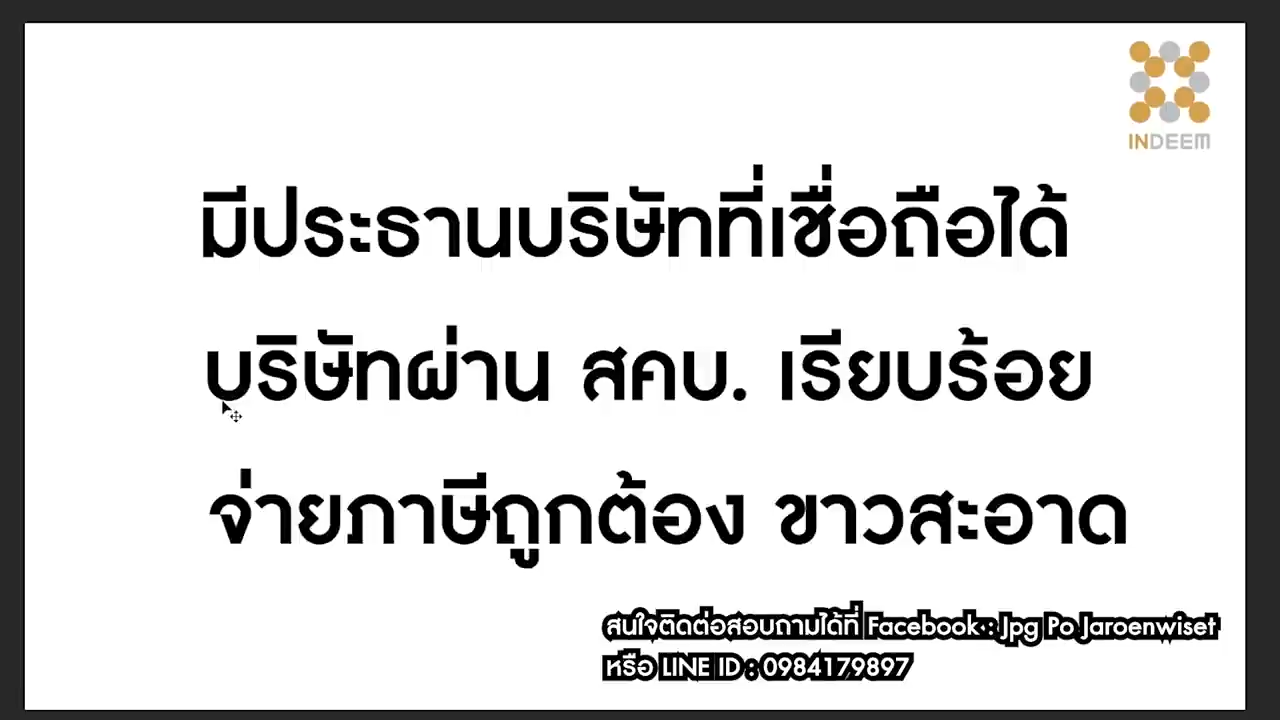 INDEEM
มีประธานบริษัทที่เชื่อถือได้
บริษัทผ่าน สคบ. เรียบร้อย
จ่ายภาษีถูกต้อง ขาวสะอาด
สนใจติดต่อสอบถามได้ที่ Facebook : Jpg Po Jaroenwiset
หรือ LINE ID : 0984179897